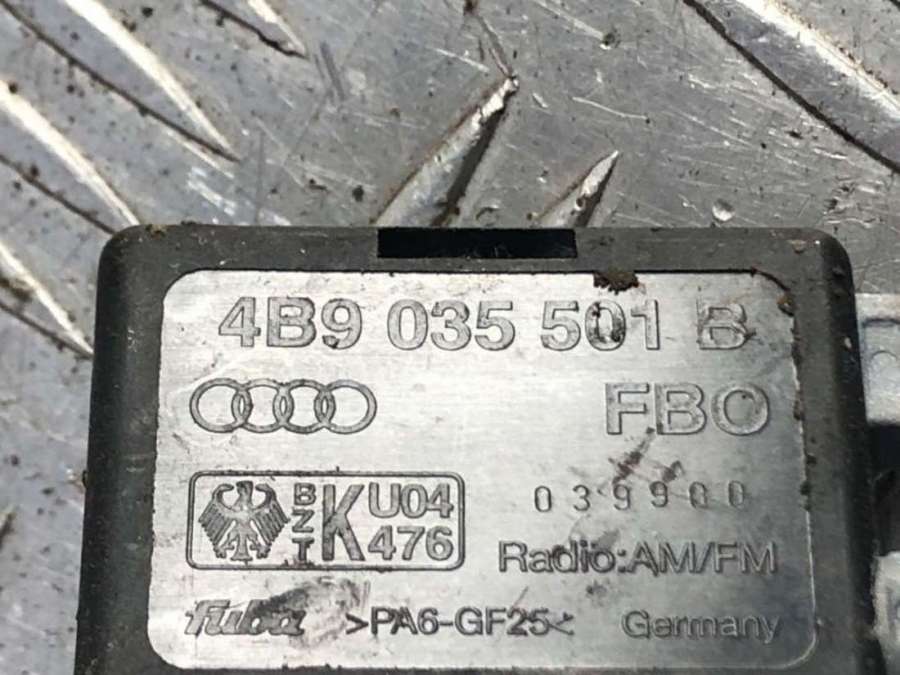 4B9 035 501 B
FBO
BZT K U04 476
039900
Radio:AM/FM
fuba >PA6-GF25< Germany